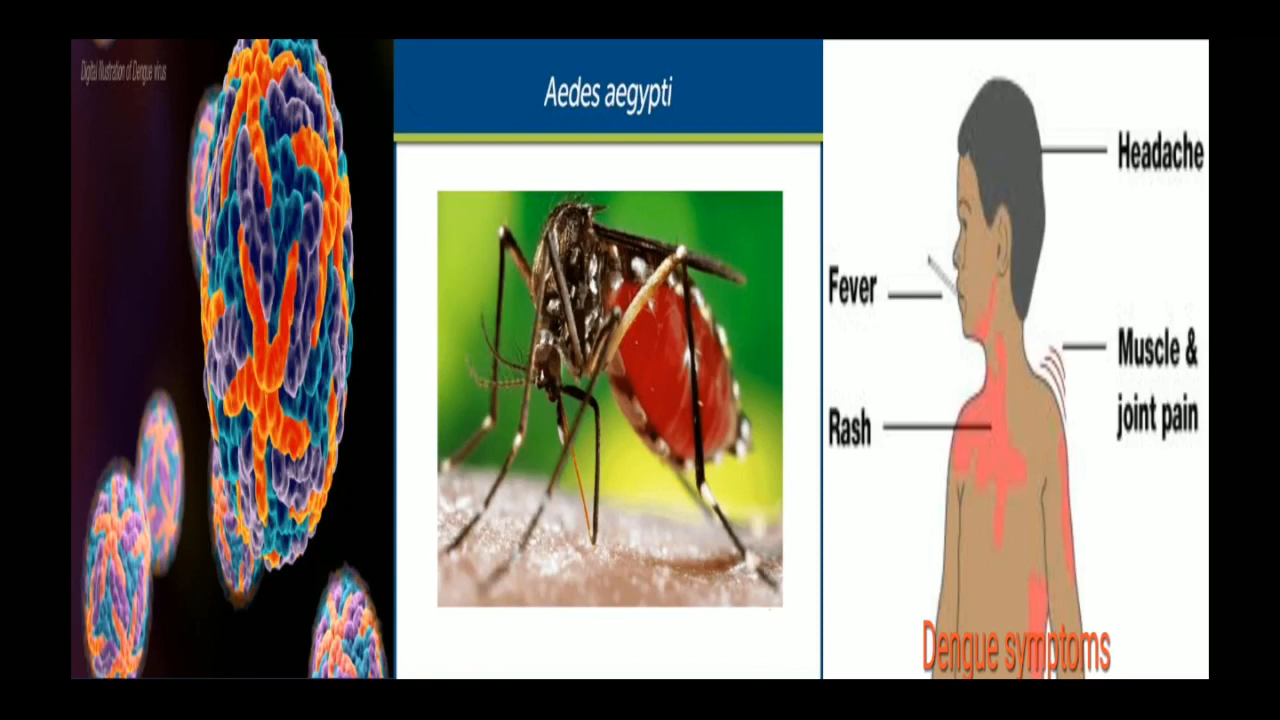 Digital Illustration of Dengue virus
Aedes aegypti
Headache
Fever
Muscle &
joint pain
Rash
Dengue symptoms